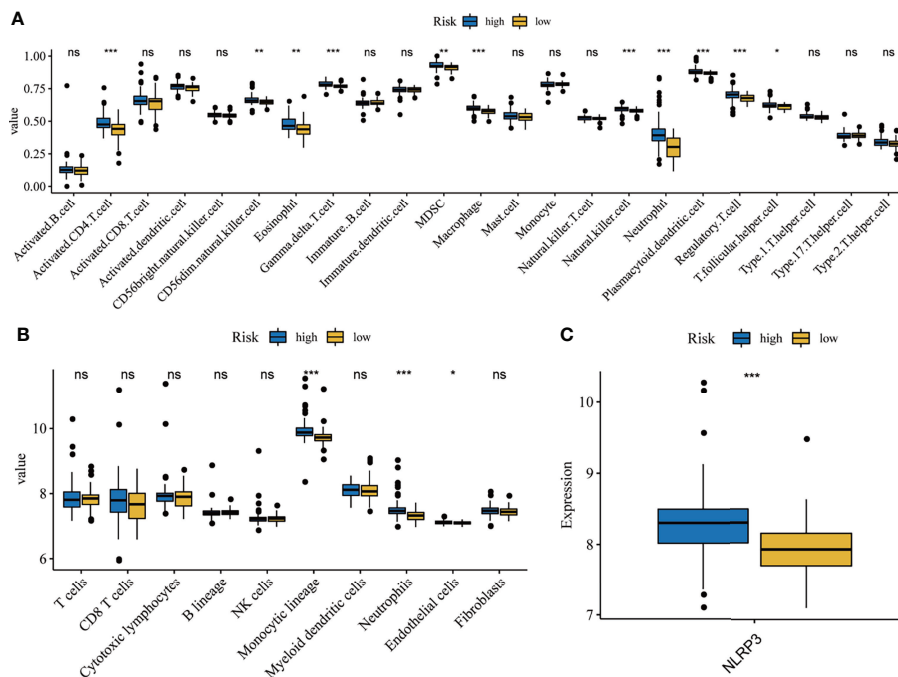 A
Risk high low
ns *** ns ns ns ** ** *** ns ns ** *** ns ns ns *** *** *** *** * ns ns ns
1.00
0.75
0.50
0.25
0.00
value
Activated.B.cell
Activated.CD4.T.cell
Activated.CD8.T.cell
Activated.dendritic.cell
CD56bright.natural.killer.cell
CD56dim.natural.killer.cell
Eosinophil
Gamma.delta.T.cell
Immature..B.cell
Immature.dendritic.cell
MDSC
Macrophage
Mast.cell
Monocyte
Natural.killer.T.cell
Natural.killer.cell
Neutrophil
Plasmacytoid.dendritic.cell
Regulatory.T.cell
T.follicular.helper.cell
Type.1.T.helper.cell
Type.17.T.helper.cell
Type.2.T.helper.cell
B
Risk high low
ns ns ns ns ns *** ns *** * ns
10
8
6
value
T cells
CD8 T cells
Cytotoxic lymphocytes
B lineage
NK cells
Monocytic lineage
Myeloid dendritic cells
Neutrophils
Endothelial cells
Fibroblasts
C
Risk high low
***
10
9
8
7
Expression
NLRP3